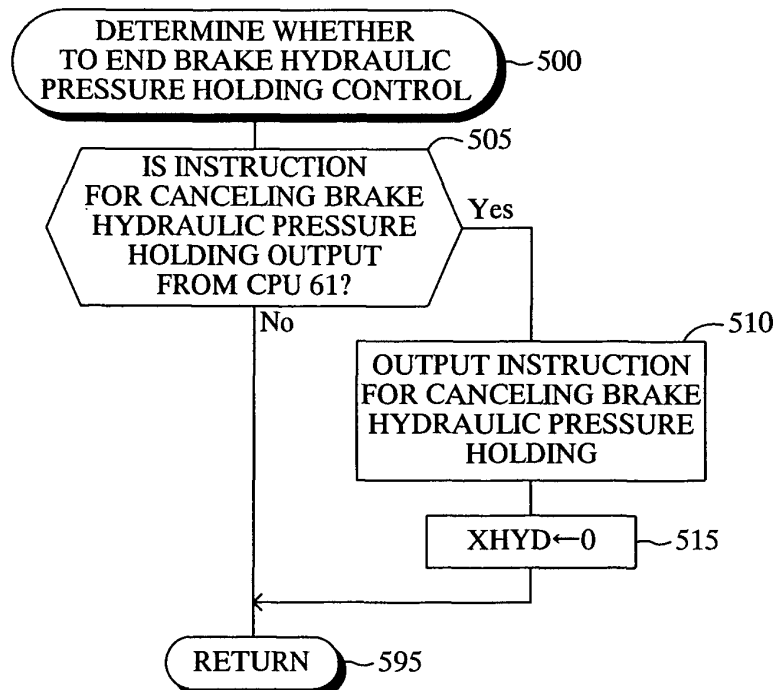 DETERMINE WHETHER
TO END BRAKE HYDRAULIC
PRESSURE HOLDING CONTROL
500
505
IS INSTRUCTION
FOR CANCELING BRAKE
HYDRAULIC PRESSURE
HOLDING OUTPUT
FROM CPU 61?
Yes
No
510
OUTPUT INSTRUCTION
FOR CANCELING BRAKE
HYDRAULIC PRESSURE
HOLDING
XHYD←0
515
RETURN
595